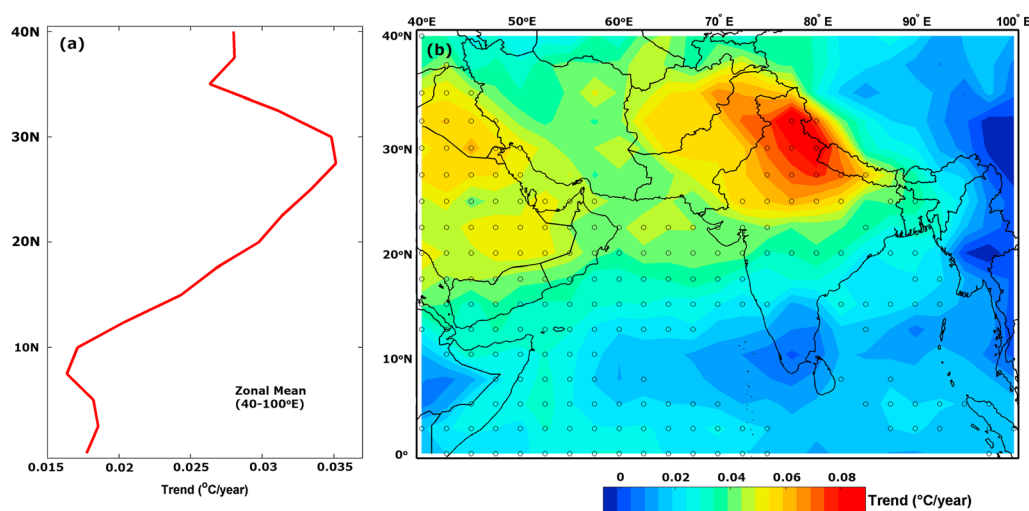 (a)
40N
30N
20N
10N
Zonal Mean
(40-100°E)
0.015 0.02 0.025 0.03 0.035
Trend (°C/year)
40°E 50°E 60°E 70°E 80°E 90°E 100°E
(b)
40°N
30°N
20°N
10°N
0°
0 0.02 0.04 0.06 0.08
Trend (°C/year)